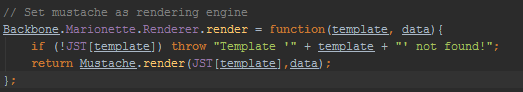 // Set mustache as rendering engine
Backbone.Marionette.Renderer.render = function(template, data){
    if (!JST[template]) throw "Template '" + template + "' not found!";
    return Mustache.render(JST[template],data);
};